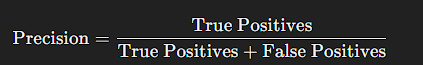 Precision = True Positives / True Positives + False Positives